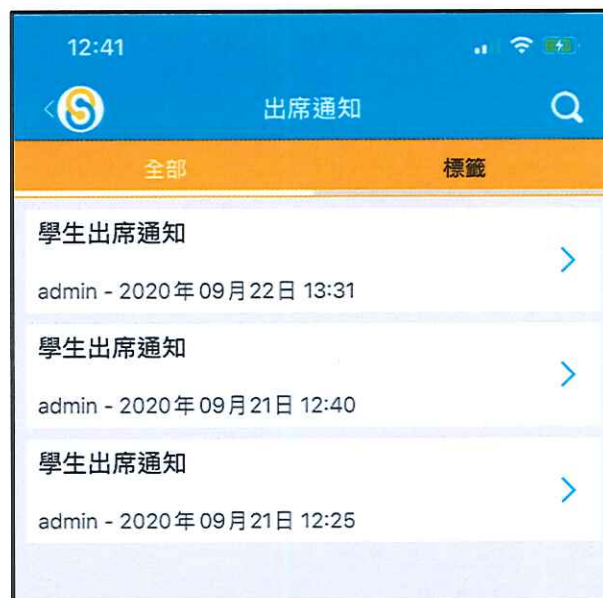 12:41
出席通知
全部
標籤
學生出席通知
admin - 2020年09月22日 13:31
學生出席通知
admin - 2020年09月21日 12:40
學生出席通知
admin - 2020年09月21日 12:25